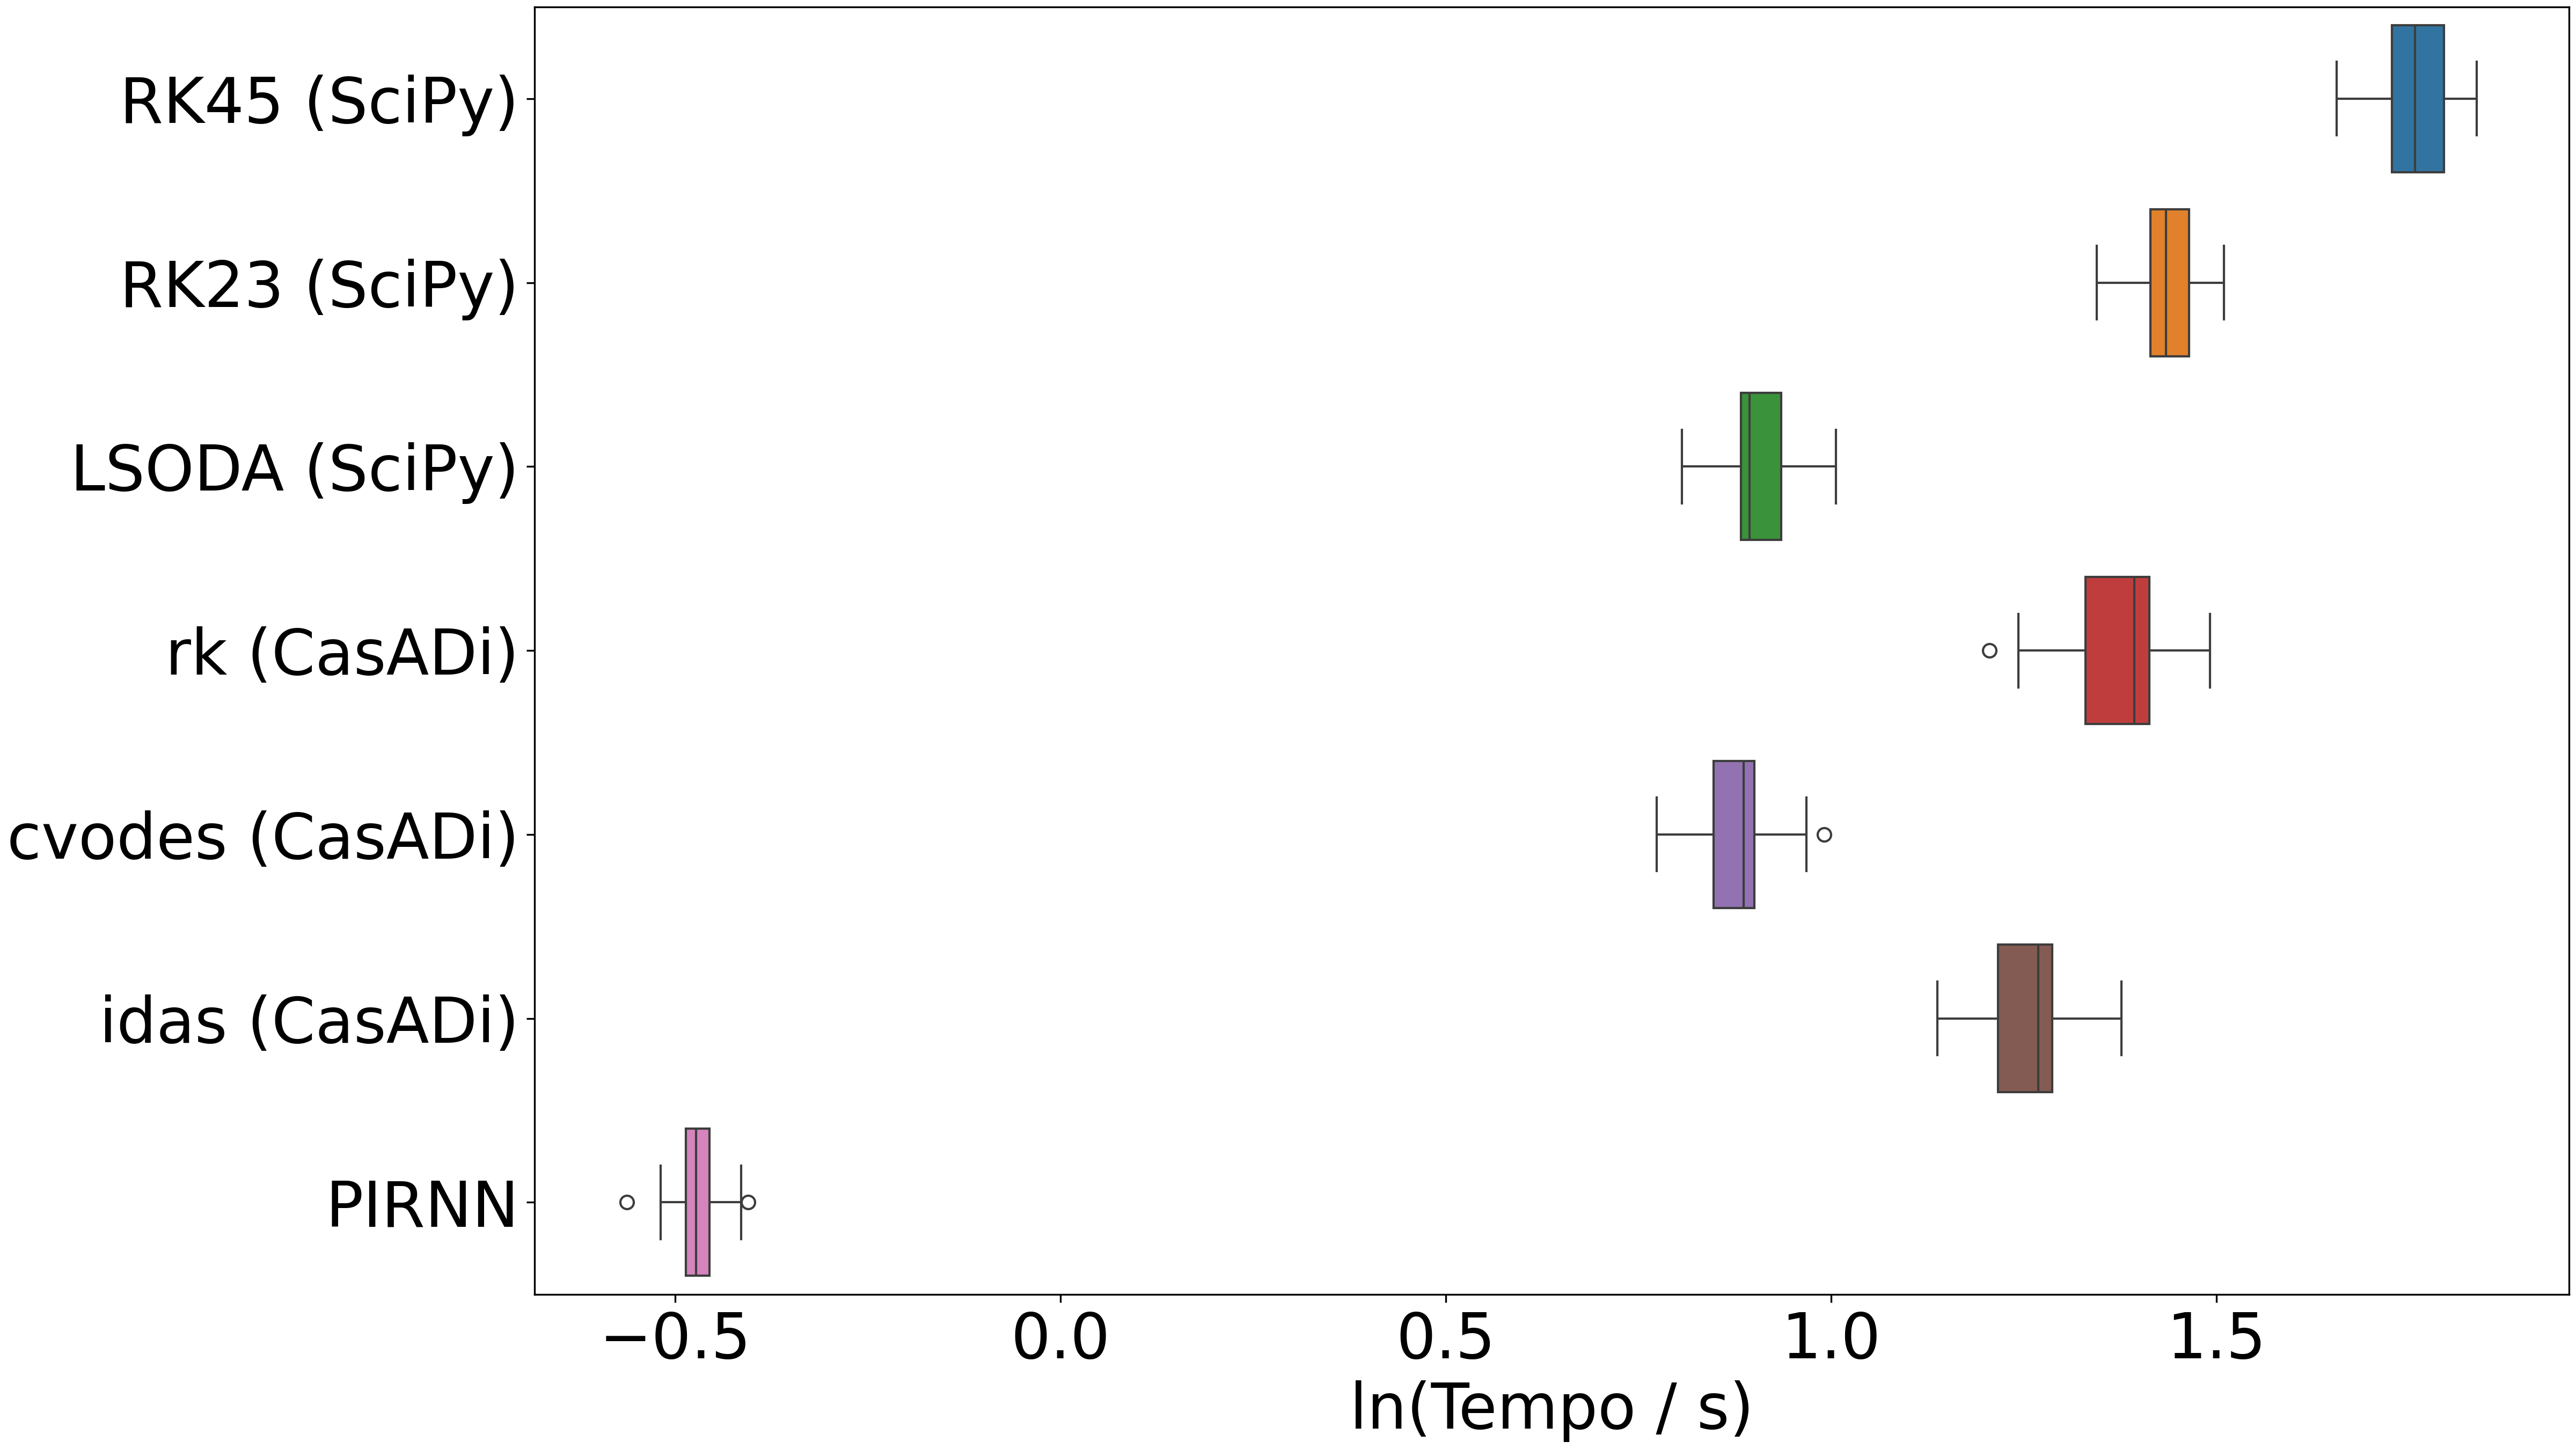 RK45 (SciPy)
RK23 (SciPy)
LSODA (SciPy)
rk (CasADi)
cvodes (CasADi)
idas (CasADi)
PIRNN
−0.5 0.0 0.5 1.0 1.5
ln(Tempo / s)